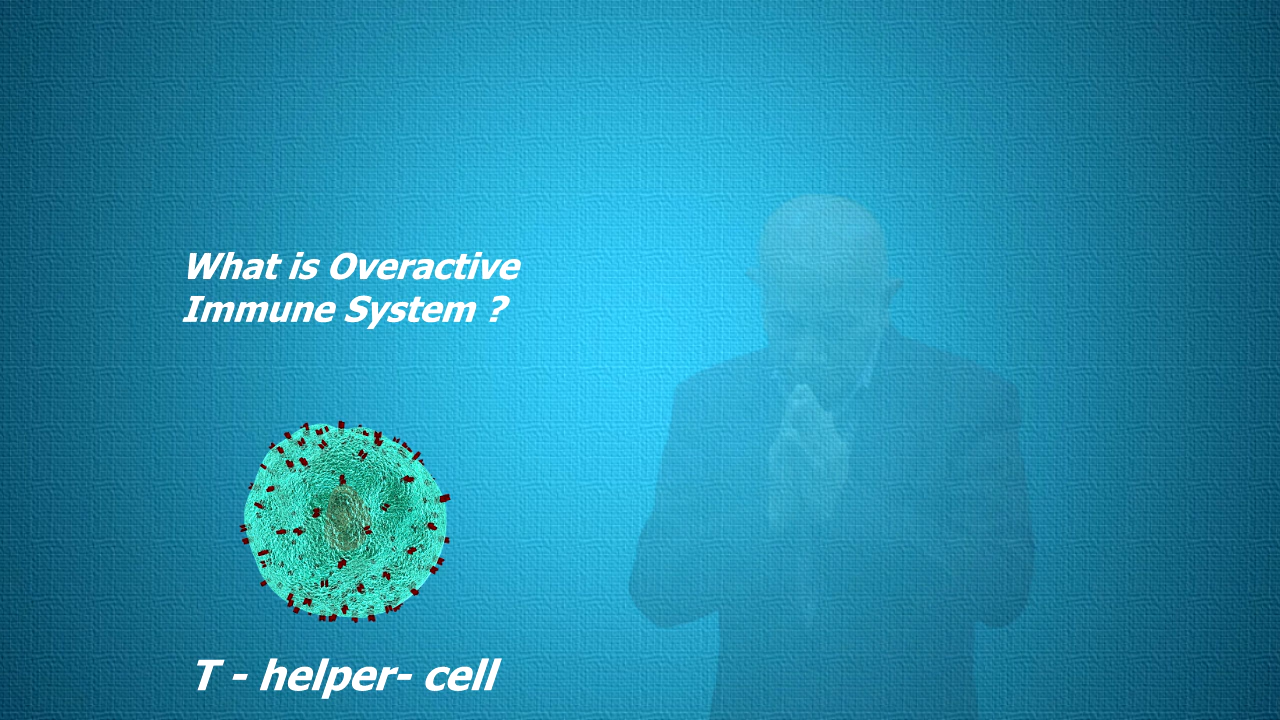 What is Overactive
Immune System ?
T - helper- cell